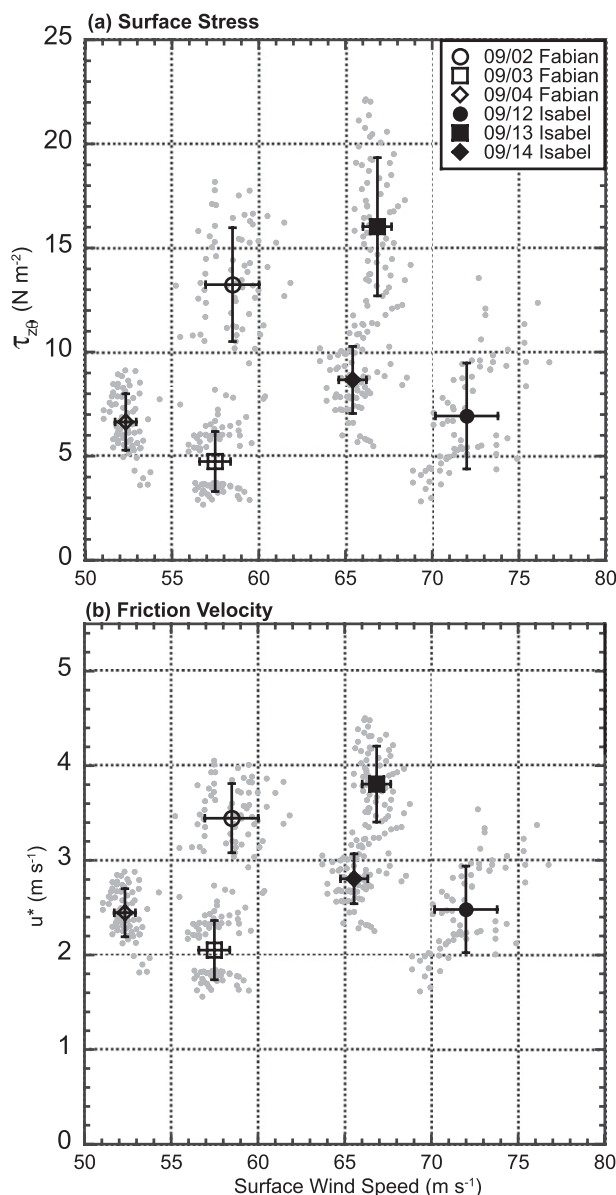 (a) Surface Stress
25
20
15
10
5
0
τzθ (N m-2)
09/02 Fabian
09/03 Fabian
09/04 Fabian
09/12 Isabel
09/13 Isabel
09/14 Isabel
50 55 60 65 70 75 80
(b) Friction Velocity
5
4
3
2
1
0
u* (m s-1)
50 55 60 65 70 75 80
Surface Wind Speed (m s-1)